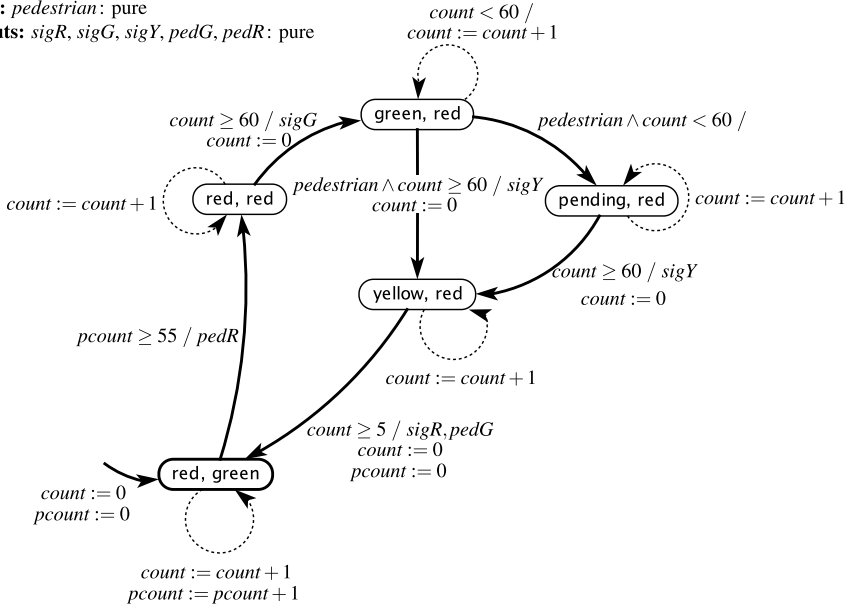 : pedestrian: pure
uts: sigR, sigG, sigY, pedG, pedR: pure
count < 60 /
count := count + 1
green, red
count ≥ 60 / sigG
count := 0
pedestrian ∧ count < 60 /
pedestrian ∧ count ≥ 60 / sigY
count := 0
red, red
count := count + 1
pending, red
count := count + 1
count ≥ 60 / sigY
count := 0
yellow, red
count := count + 1
pcount ≥ 55 / pedR
count ≥ 5 / sigR, pedG
count := 0
pcount := 0
red, green
count := 0
pcount := 0
count := count + 1
pcount := pcount + 1